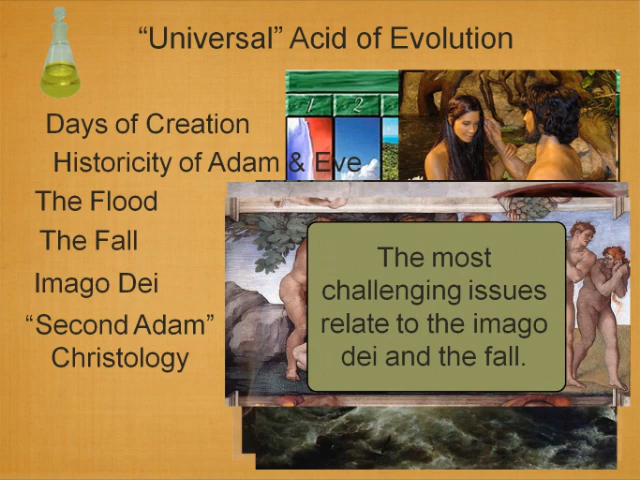 “Universal” Acid of Evolution
1 2
Days of Creation
Historicity of Adam & Eve
The Flood
The Fall
Imago Dei
“Second Adam”
Christology
The most
challenging issues
relate to the imago
dei and the fall.